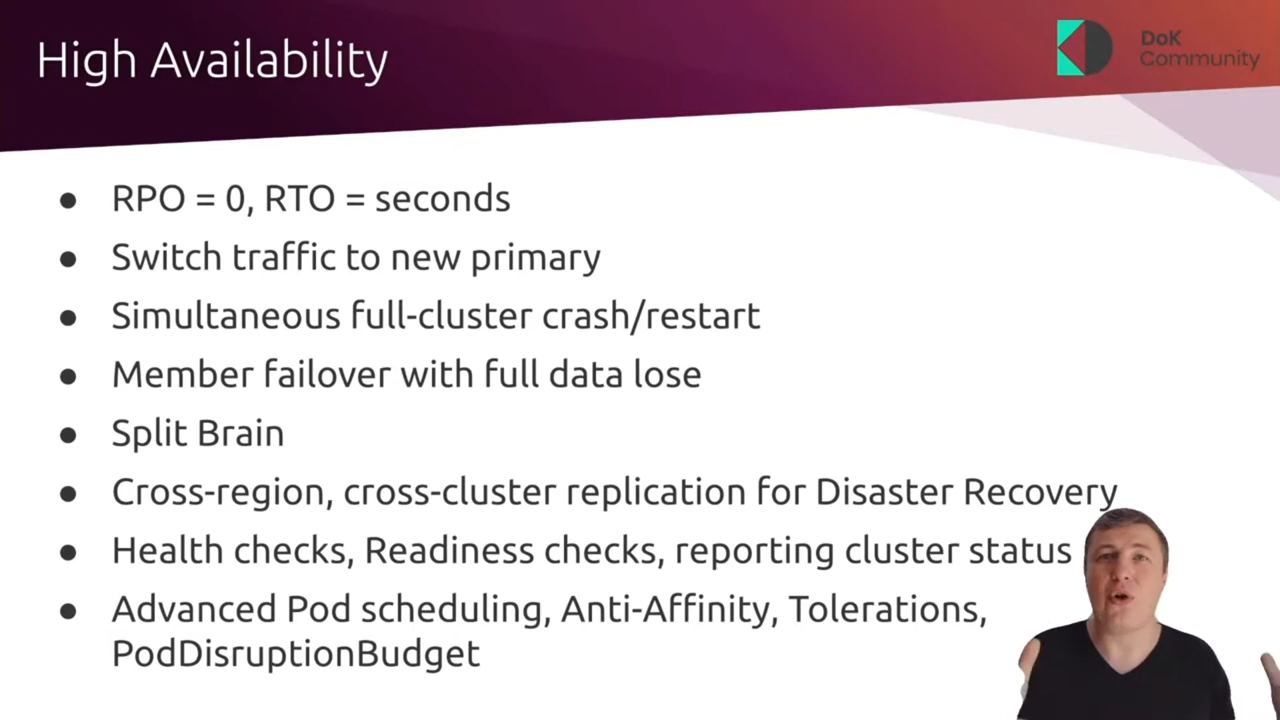 High Availability
DoK
Community
● RPO = 0, RTO = seconds
● Switch traffic to new primary
● Simultaneous full-cluster crash/restart
● Member failover with full data lose
● Split Brain
● Cross-region, cross-cluster replication for Disaster Recovery
● Health checks, Readiness checks, reporting cluster status
● Advanced Pod scheduling, Anti-Affinity, Tolerations,
PodDisruptionBudget